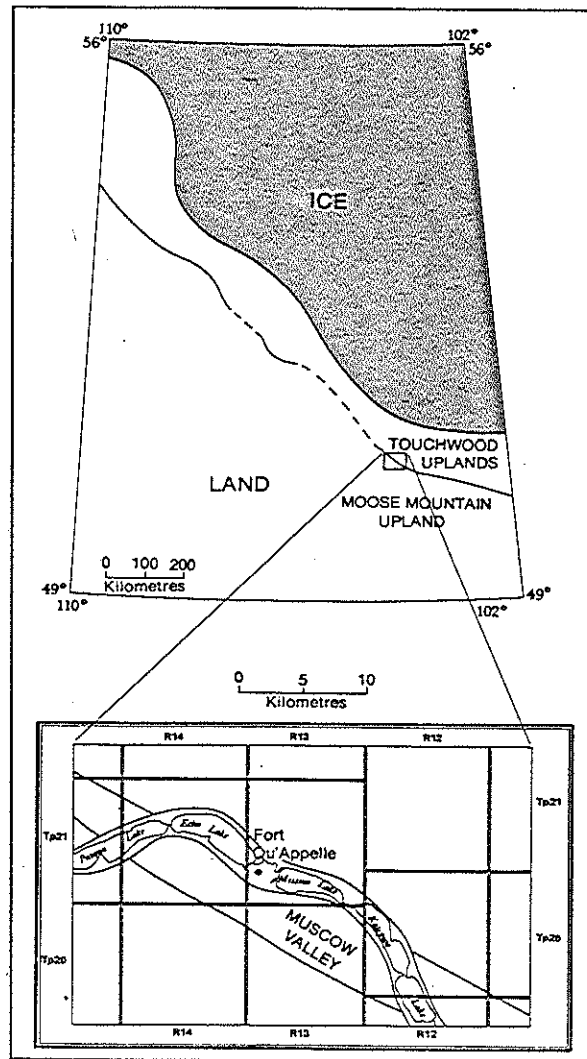 110°
102°
56°
56°
ICE
TOUCHWOOD
UPLANDS
LAND
MOOSE MOUNTAIN
UPLAND
0 100 200
Kilometres
49°
49°
110°
102°
0 5 10
Kilometres
R14 R13 R12
Tp21
Tp21
Echo Lake
Fort
Qu'Appelle
Lake
Lake
MUSCOW
VALLEY
Lake
Tp20
Tp20
R14 R13 R12